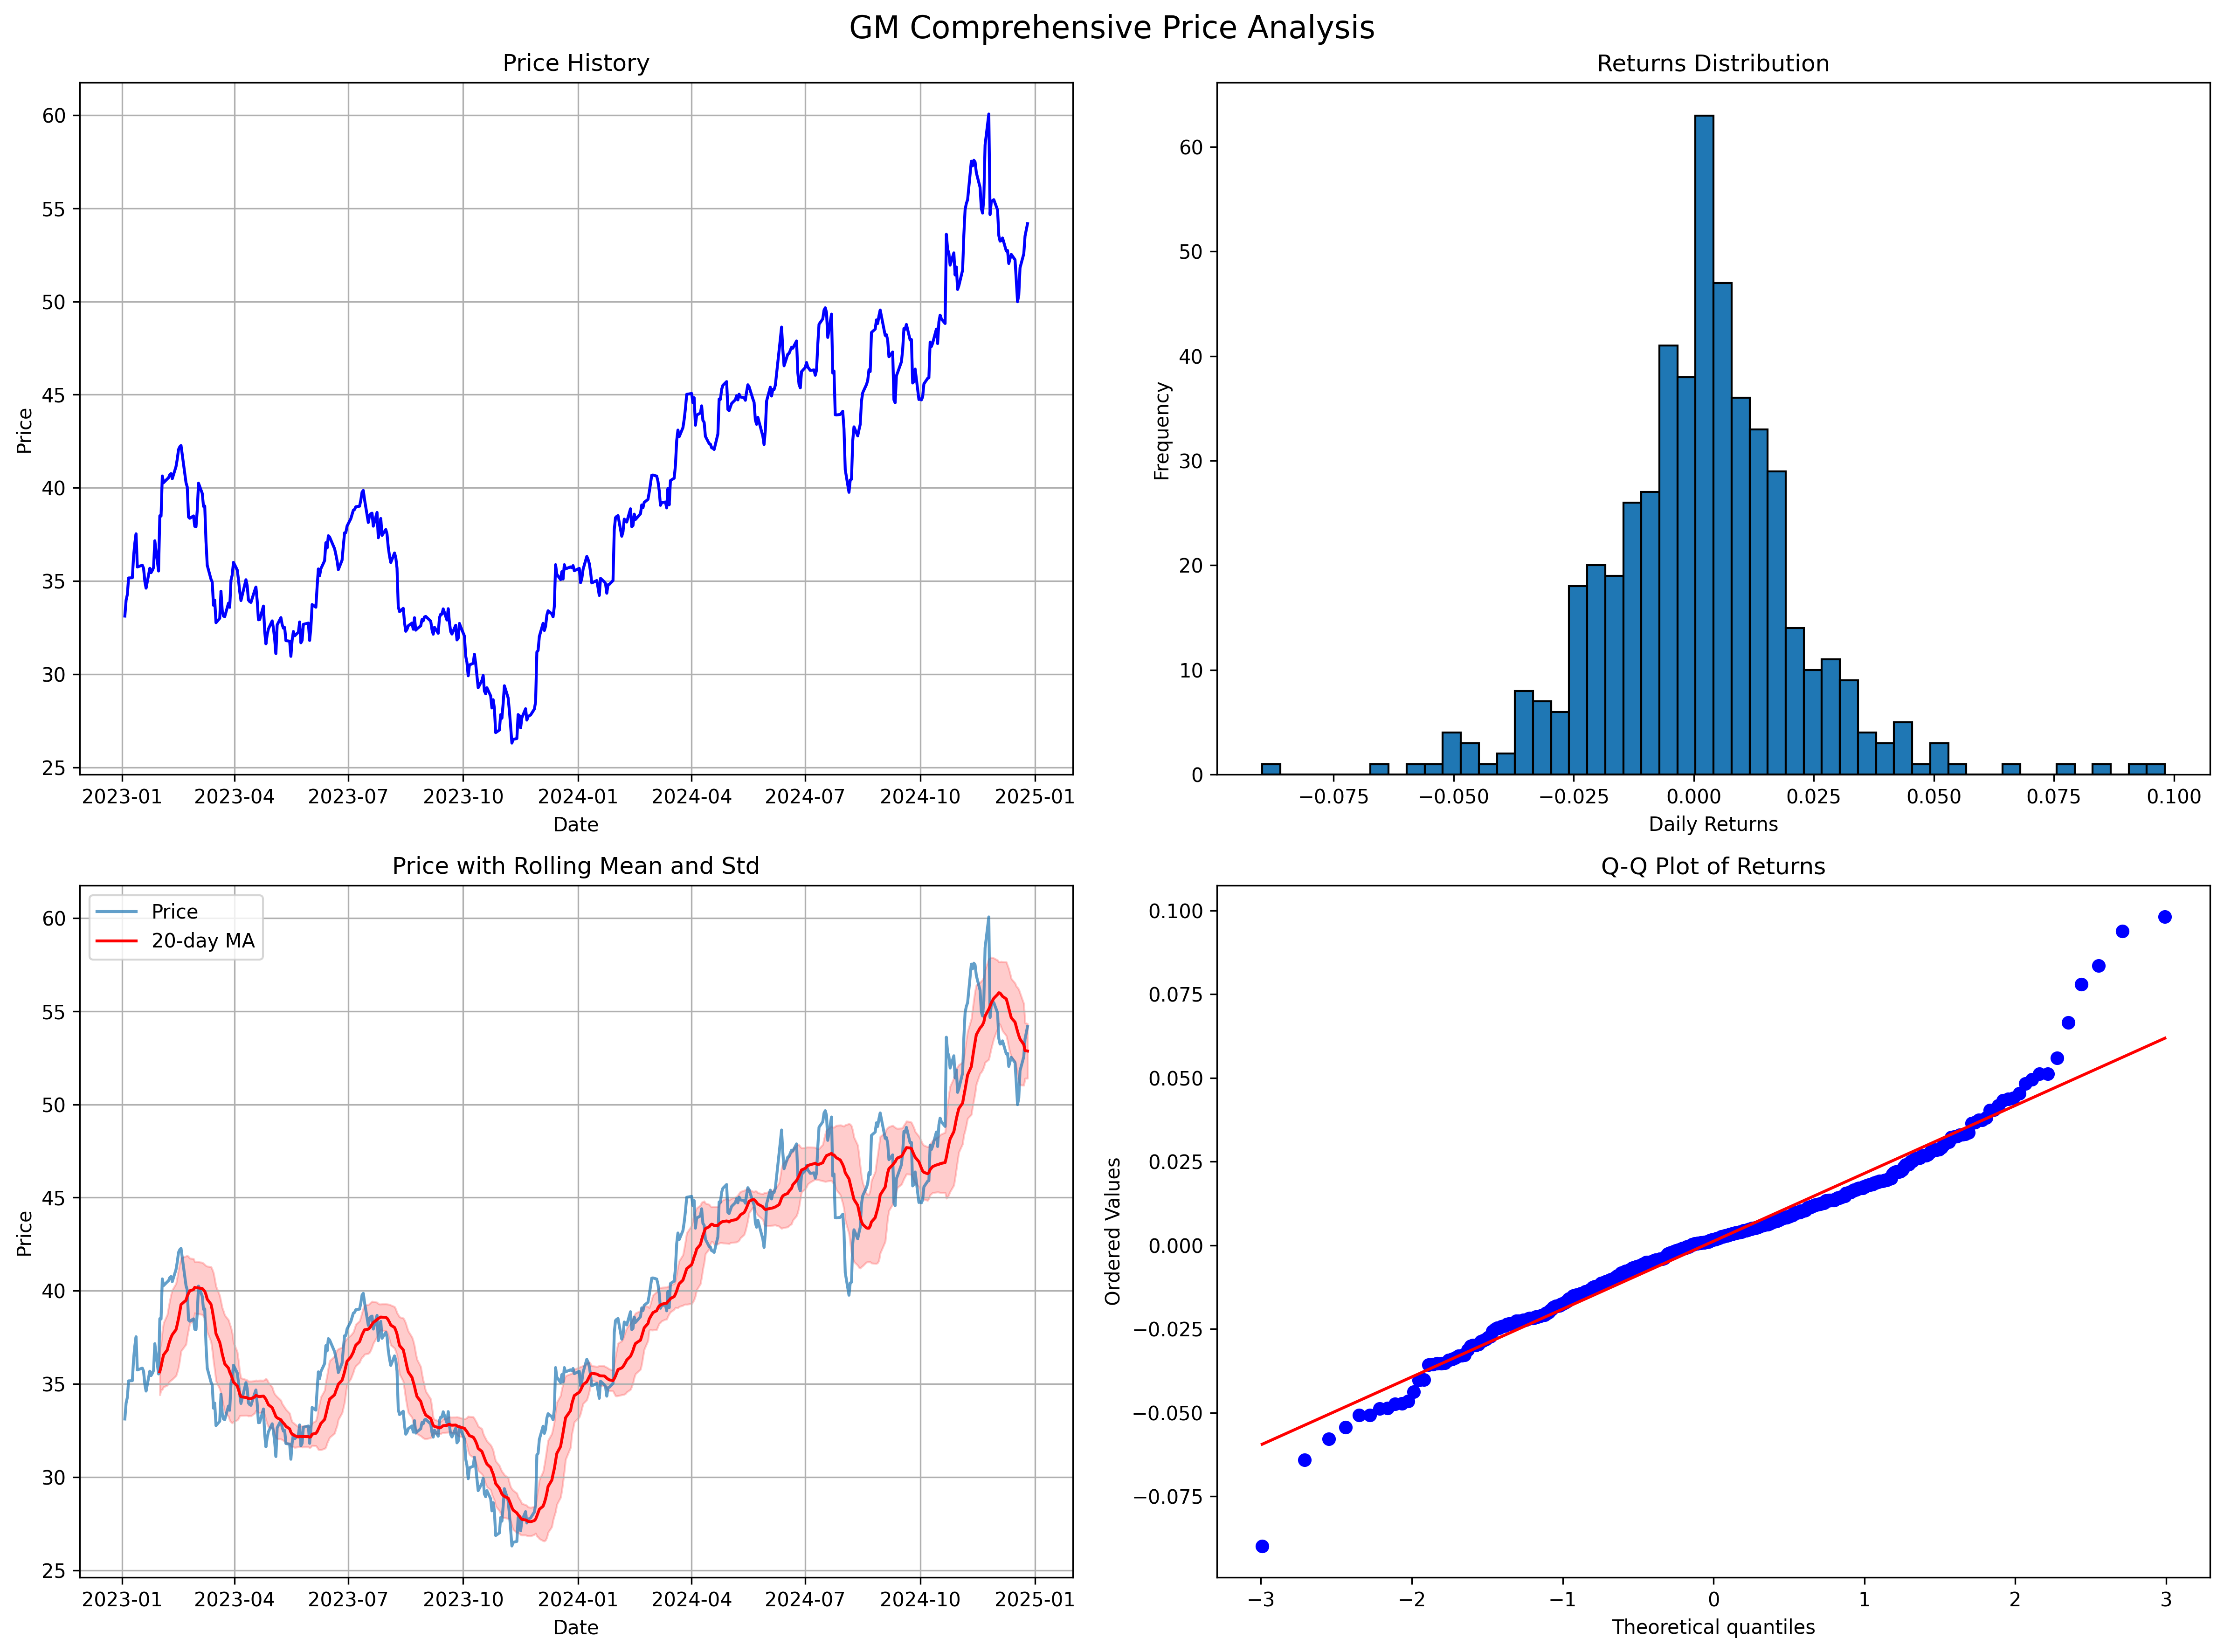 GM Comprehensive Price Analysis
Price History
60
55
50
45
40
35
30
25
Price
2023-01 2023-04 2023-07 2023-10 2024-01 2024-04 2024-07 2024-10 2025-01
Date
Returns Distribution
60
50
40
30
20
10
0
Frequency
−0.075 −0.050 −0.025 0.000 0.025 0.050 0.075 0.100
Daily Returns
Price with Rolling Mean and Std
Price
20-day MA
60
55
50
45
40
35
30
25
Price
2023-01 2023-04 2023-07 2023-10 2024-01 2024-04 2024-07 2024-10 2025-01
Date
Q-Q Plot of Returns
0.100
0.075
0.050
0.025
0.000
−0.025
−0.050
−0.075
Ordered Values
−3 −2 −1 0 1 2 3
Theoretical quantiles